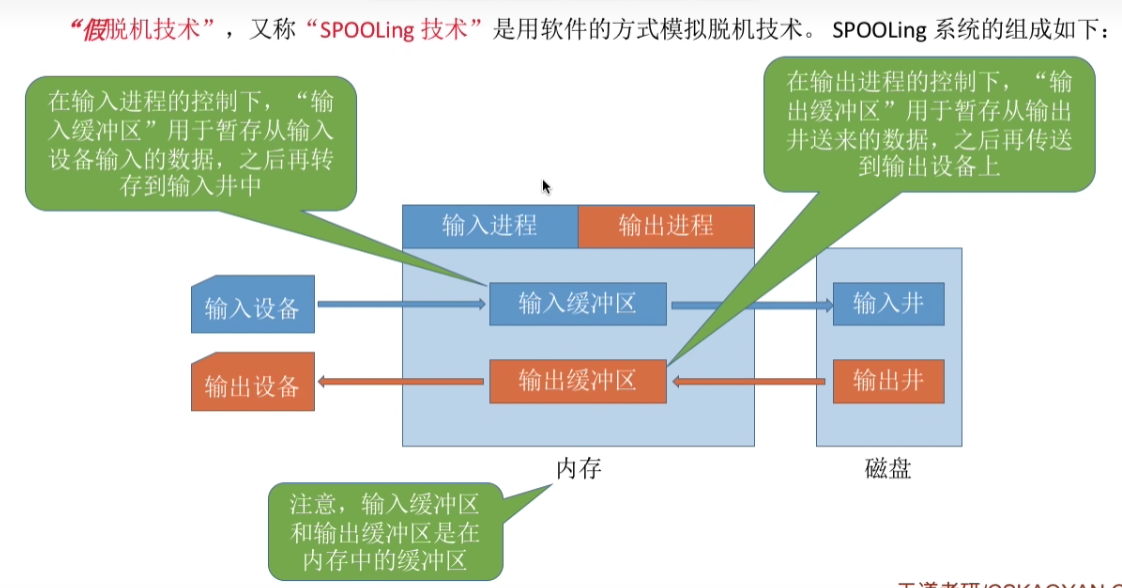 “假脱机技术”，又称“SPOOLing 技术”是用软件的方式模拟脱机技术。 SPOOLing 系统的组成如下：
在输入进程的控制下，“输
入缓冲区”用于暂存从输入
设备输入的数据，之后再转
存到输入井中
在输出进程的控制下，“输
出缓冲区”用于暂存从输出
井送来的数据，之后再传送
到输出设备上
输入进程
输出进程
输入设备
输入缓冲区
输入井
输出设备
输出缓冲区
输出井
内存
磁盘
注意，输入缓冲区
和输出缓冲区是在
内存中的缓冲区